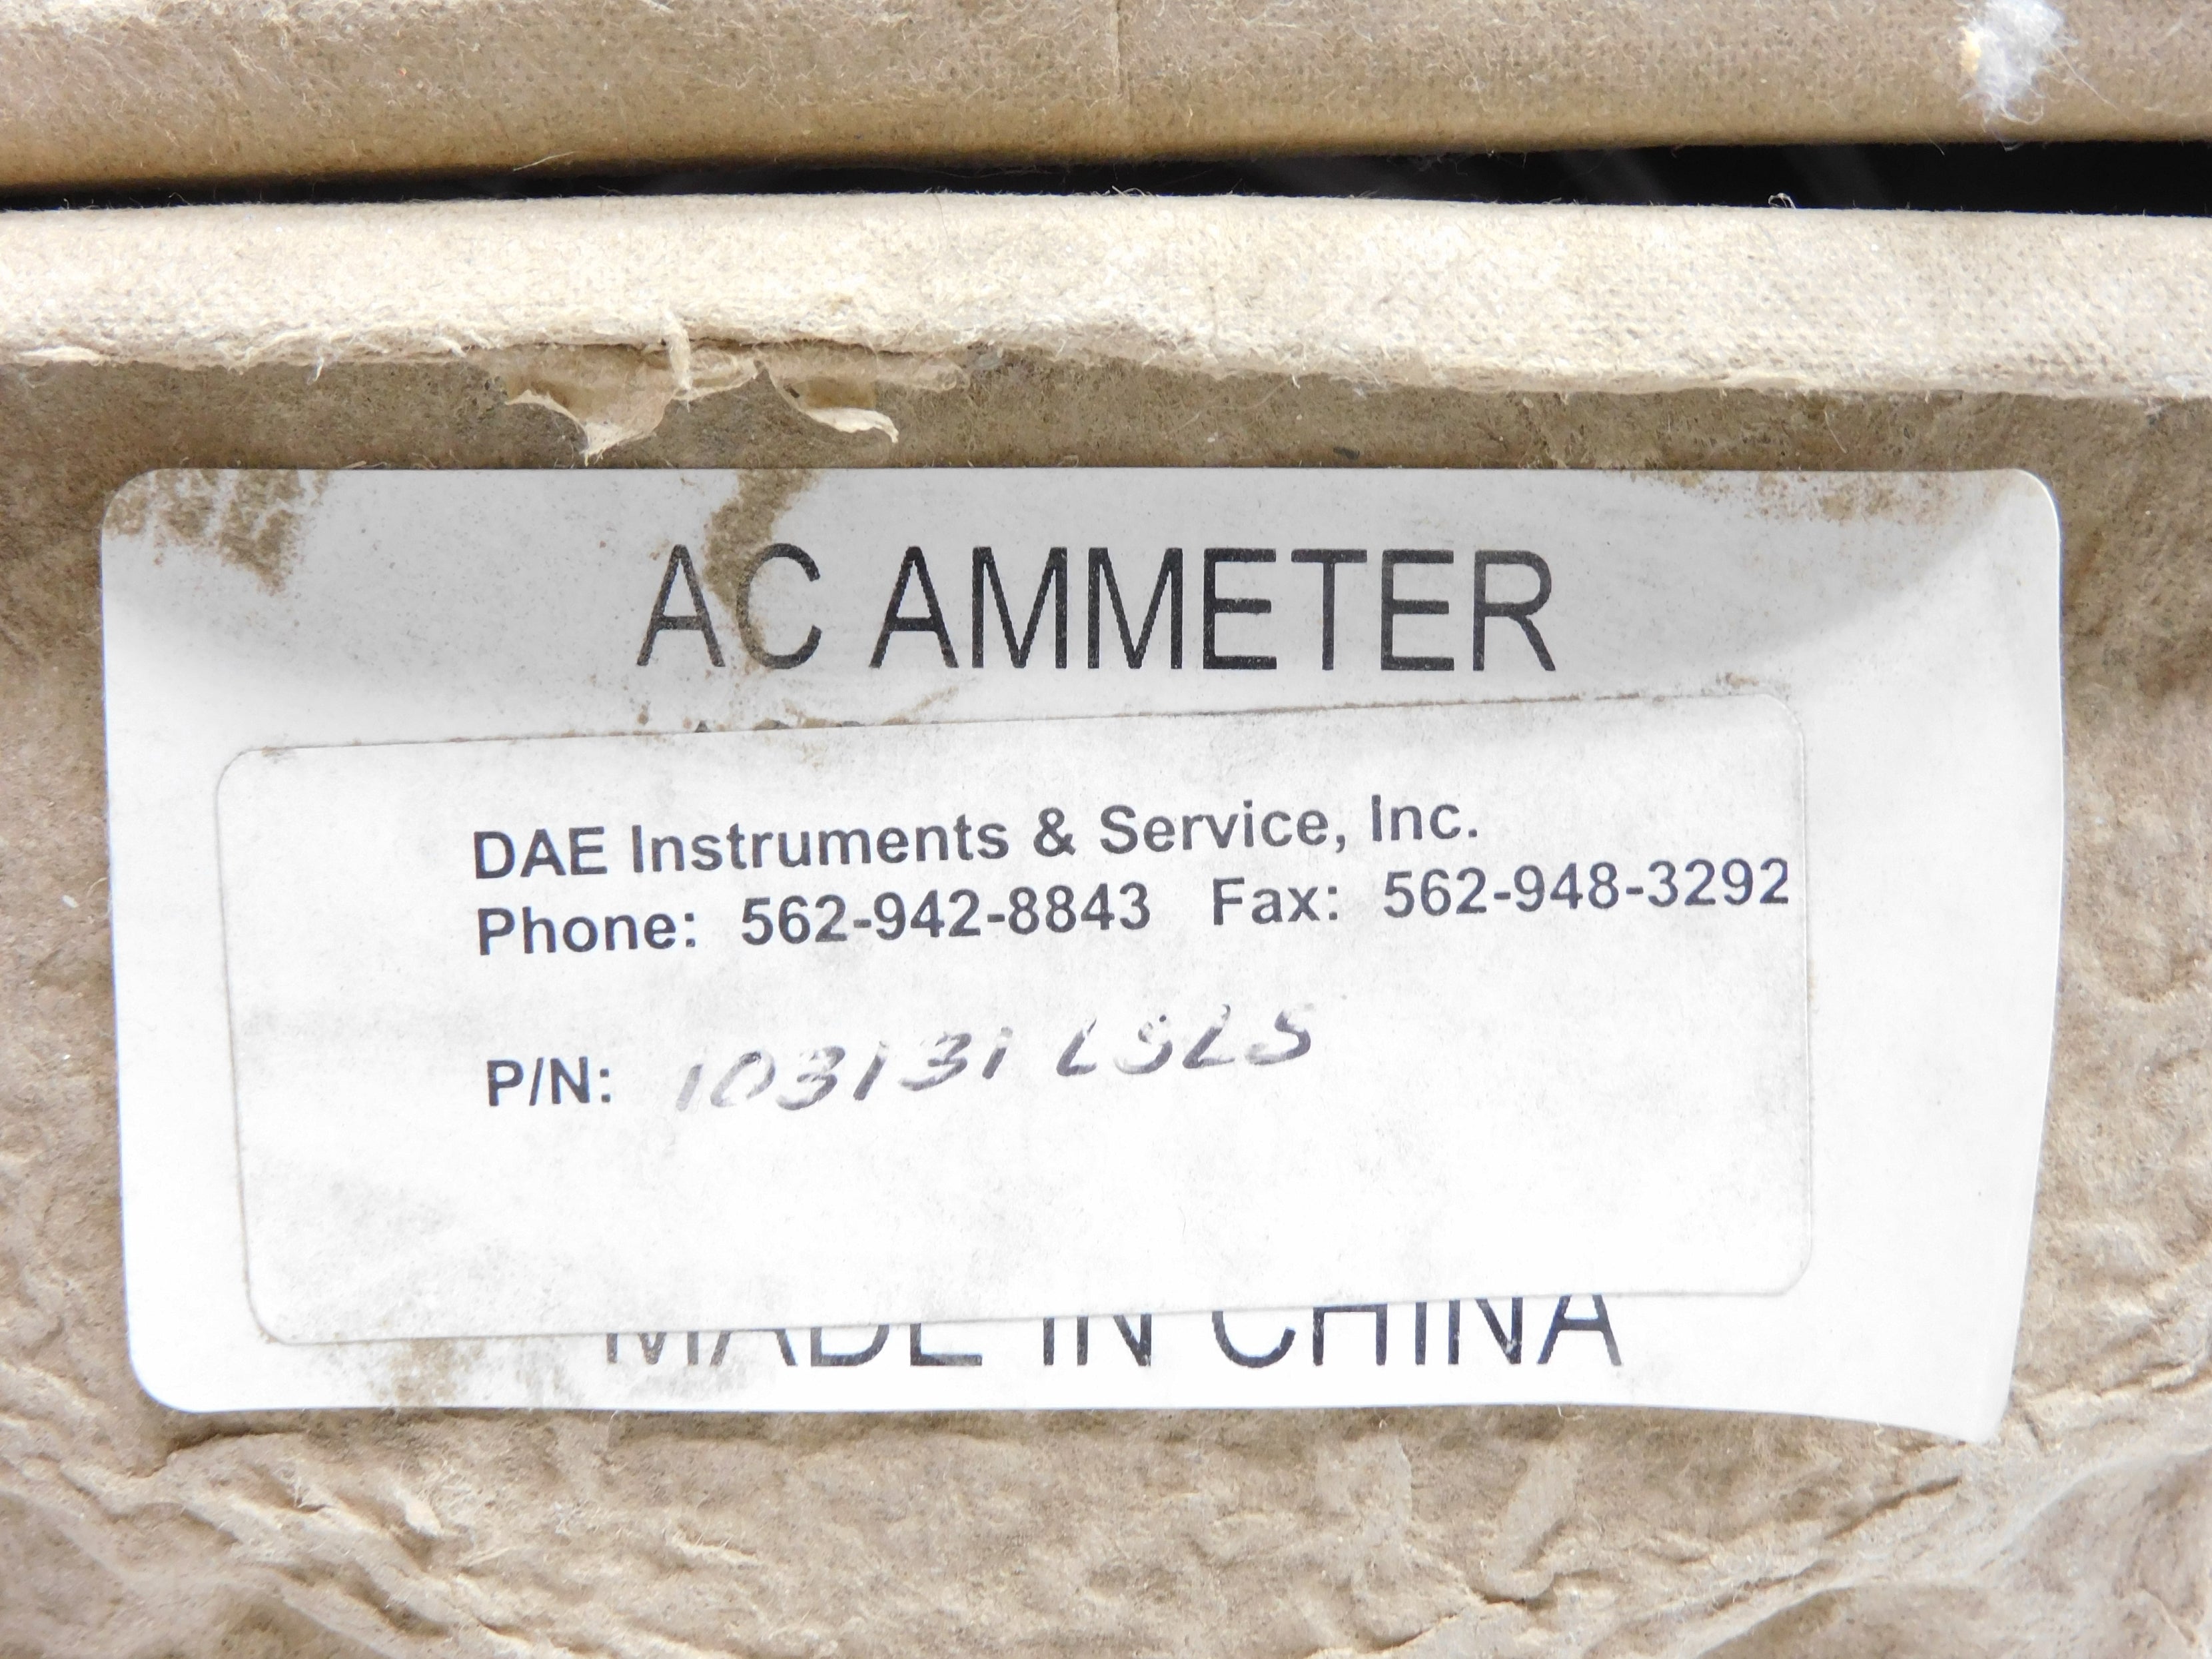 AC AMMETER
DAE Instruments & Service, Inc.
Phone: 562-942-8843 Fax: 562-948-3292
P/N: 103131 LSLS
MADE IN CHINA